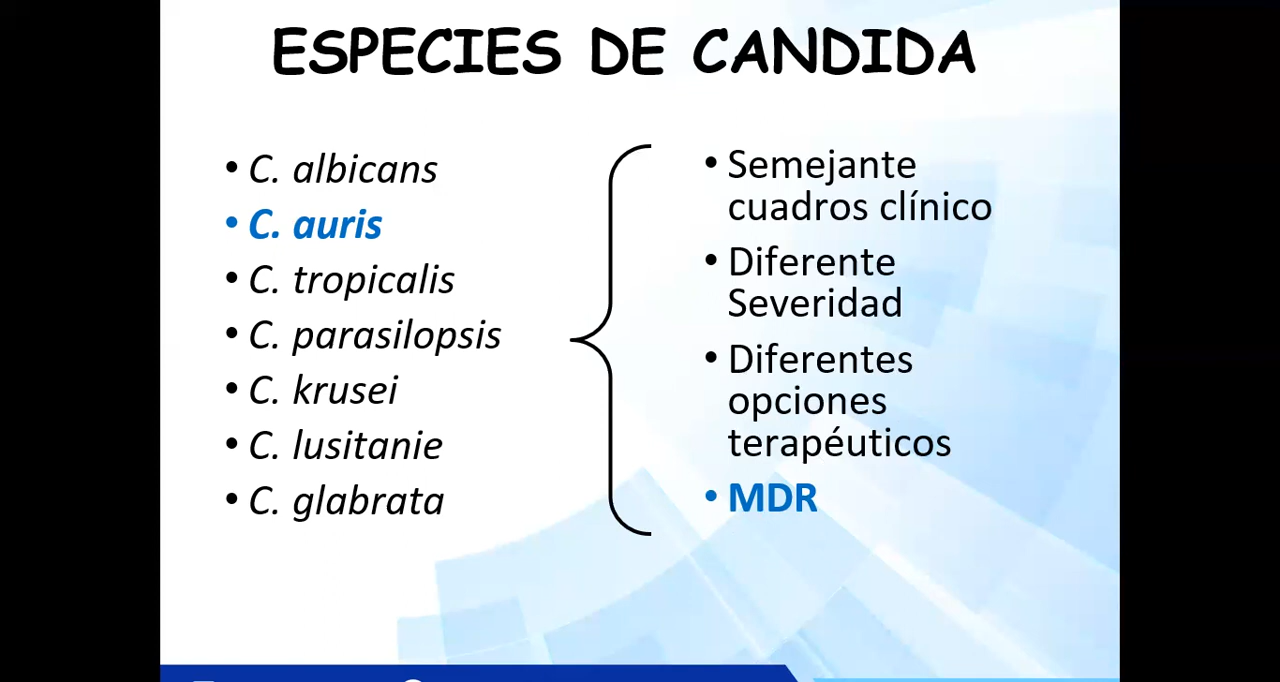 ESPECIES DE CANDIDA
• C. albicans
• C. auris
• C. tropicalis
• C. parasilopsis
• C. krusei
• C. lusitanie
• C. glabrata
• Semejante
cuadros clínico
• Diferente
Severidad
• Diferentes
opciones
terapéuticos
• MDR